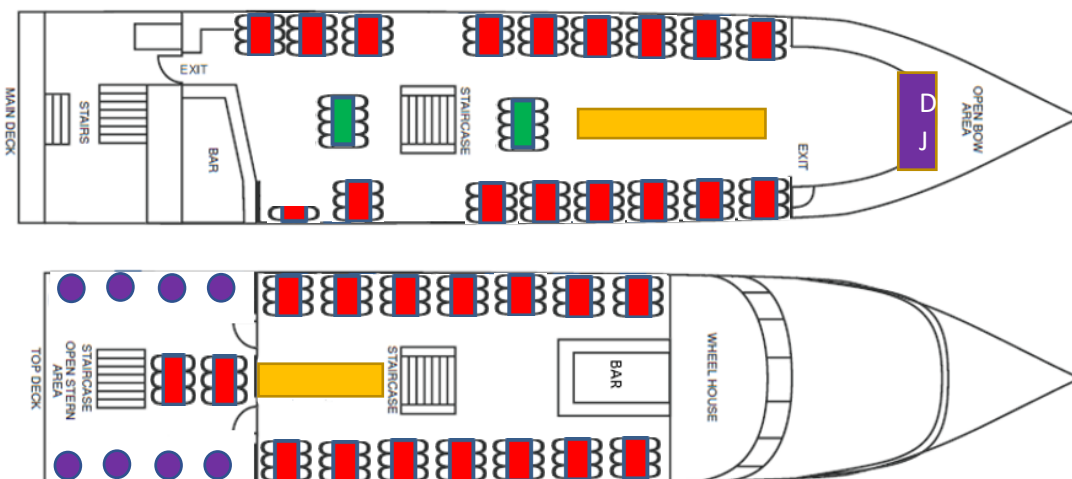 MAIN DECK
STAIRS
EXIT
BAR
STAIRCASE
EXIT
D
J
OPEN BOW
AREA
TOP DECK
STAIRCASE
OPEN STERN
AREA
STAIRCASE
BAR
WHEEL HOUSE